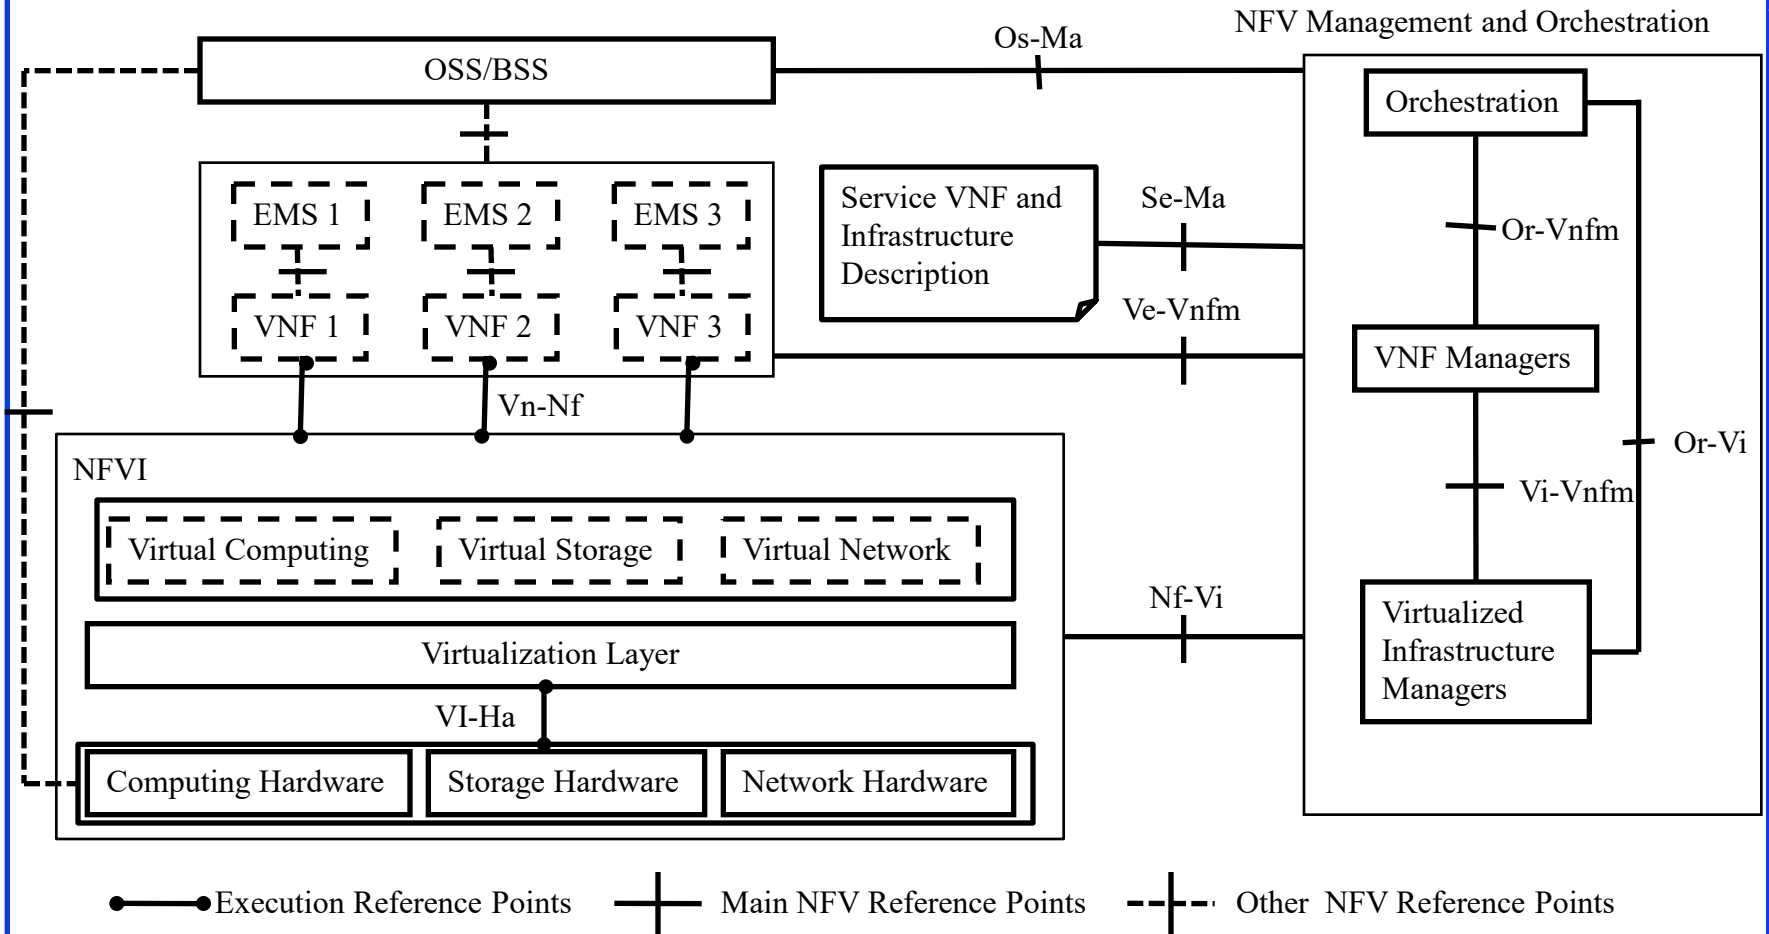 NFV Management and Orchestration
Os-Ma
OSS/BSS
Orchestration
EMS 1
EMS 2
EMS 3
Service VNF and
Infrastructure
Description
Se-Ma
Or-Vnfm
VNF 1
VNF 2
VNF 3
Ve-Vnfm
VNF Managers
Vn-Nf
Or-Vi
NFVI
Vi-Vnfm
Virtual Computing
Virtual Storage
Virtual Network
Nf-Vi
Virtualized
Infrastructure
Managers
Virtualization Layer
VI-Ha
Computing Hardware
Storage Hardware
Network Hardware
Execution Reference Points
Main NFV Reference Points
Other NFV Reference Points